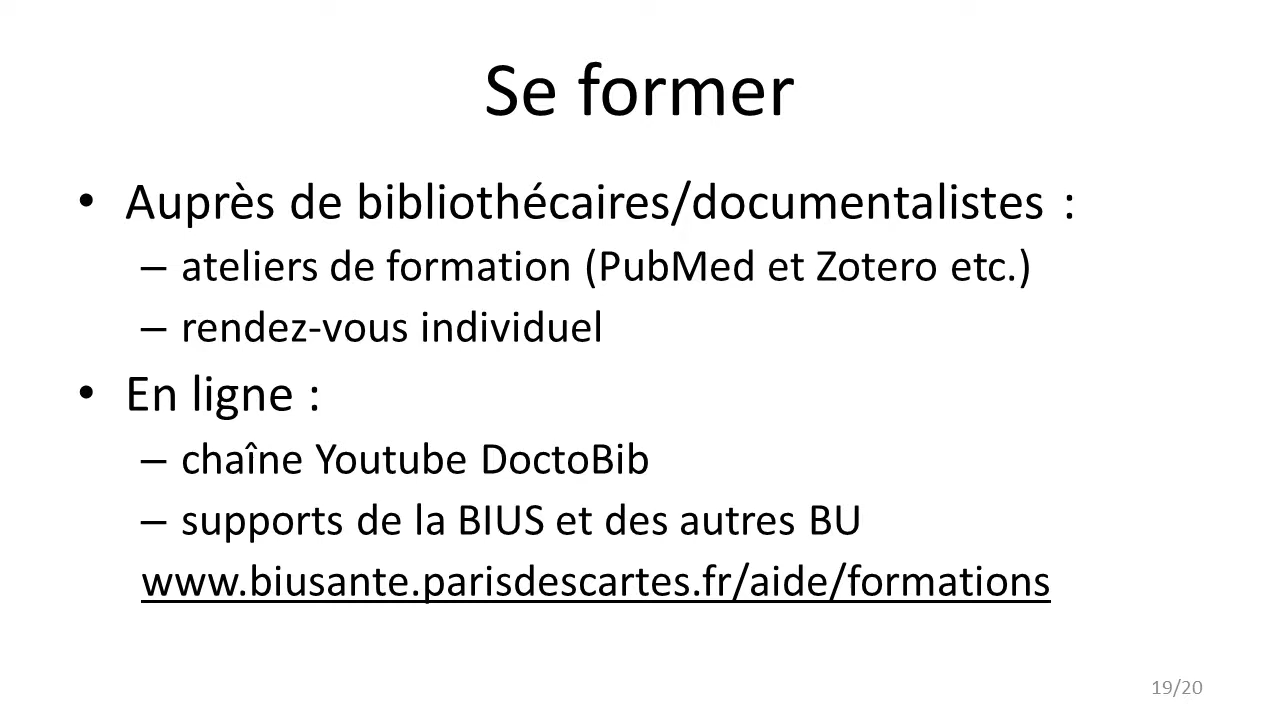 Se former
• Auprès de bibliothécaires/documentalistes :
– ateliers de formation (PubMed et Zotero etc.)
– rendez-vous individuel
• En ligne :
– chaîne Youtube DoctoBib
– supports de la BIUS et des autres BU
www.biusante.parisdescartes.fr/aide/formations
19/20